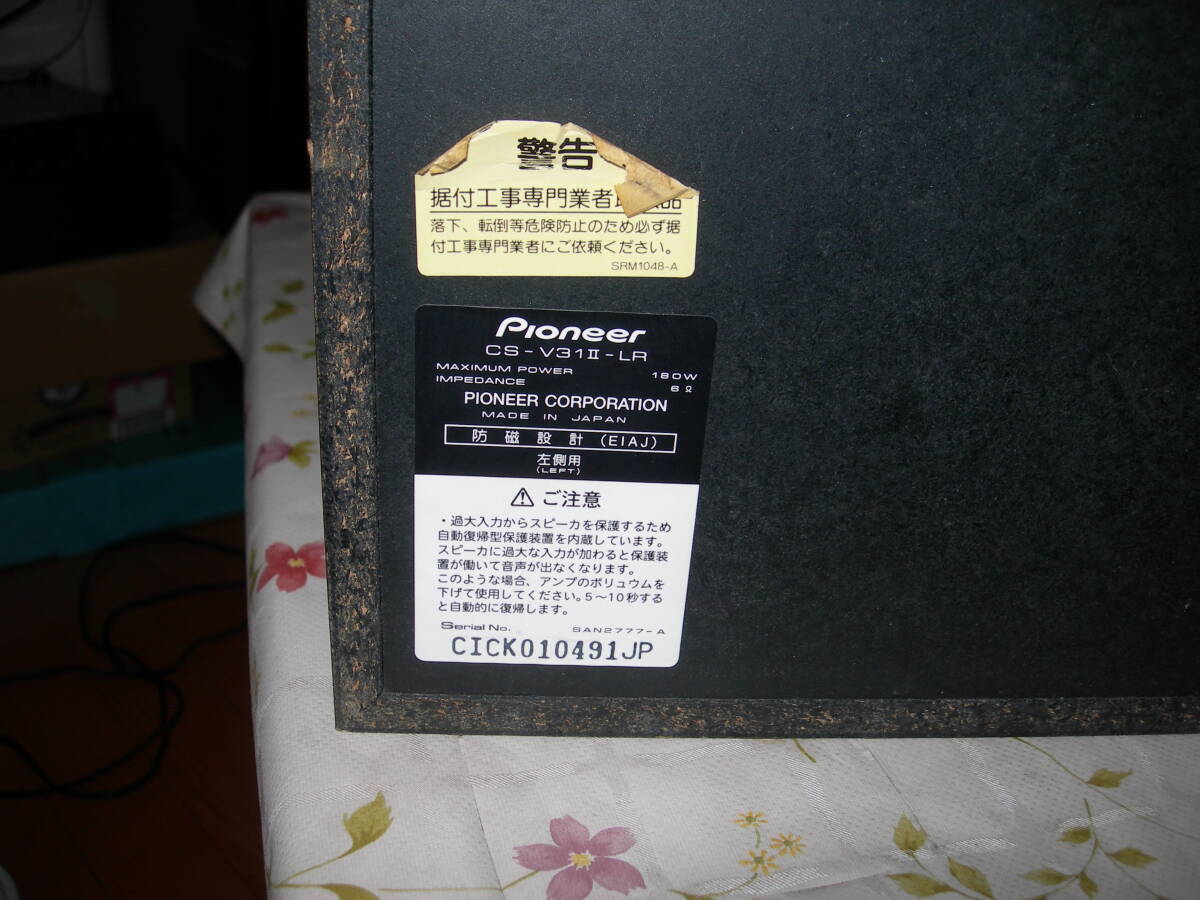 警告
据付工事専門業者
落下、転倒等危険防止のため必ず据
付工事専門業者にご依頼ください。
SRM1048-A
Pioneer
CS-V31II-LR
MAXIMUM POWER 180W
IMPEDANCE 6Ω
PIONEER CORPORATION
MADE IN JAPAN
防磁設計(EIAJ)
左側用
(LEFT)
⚠ ご注意
・過大入力からスピーカを保護するため
自動復帰型保護装置を内蔵しています。
スピーカに過大な入力が加わると保護装
置が働いて音声が出なくなります。
このような場合、アンプのボリュウムを
下げて使用してください。5〜10秒する
と自動的に復帰します。
Serial No. SAN2777-A
CICK010491JP